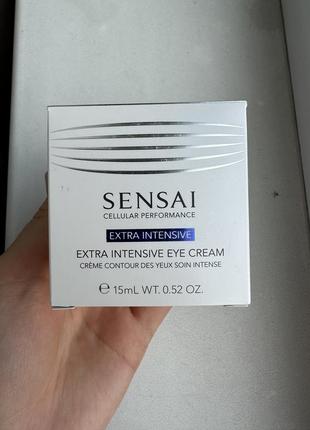 SENSAI
CELLULAR PERFORMANCE
EXTRA INTENSIVE
EXTRA INTENSIVE EYE CREAM
CRÈME CONTOUR DES YEUX SOIN INTENSE
℮ 15mL WT. 0.52 OZ.